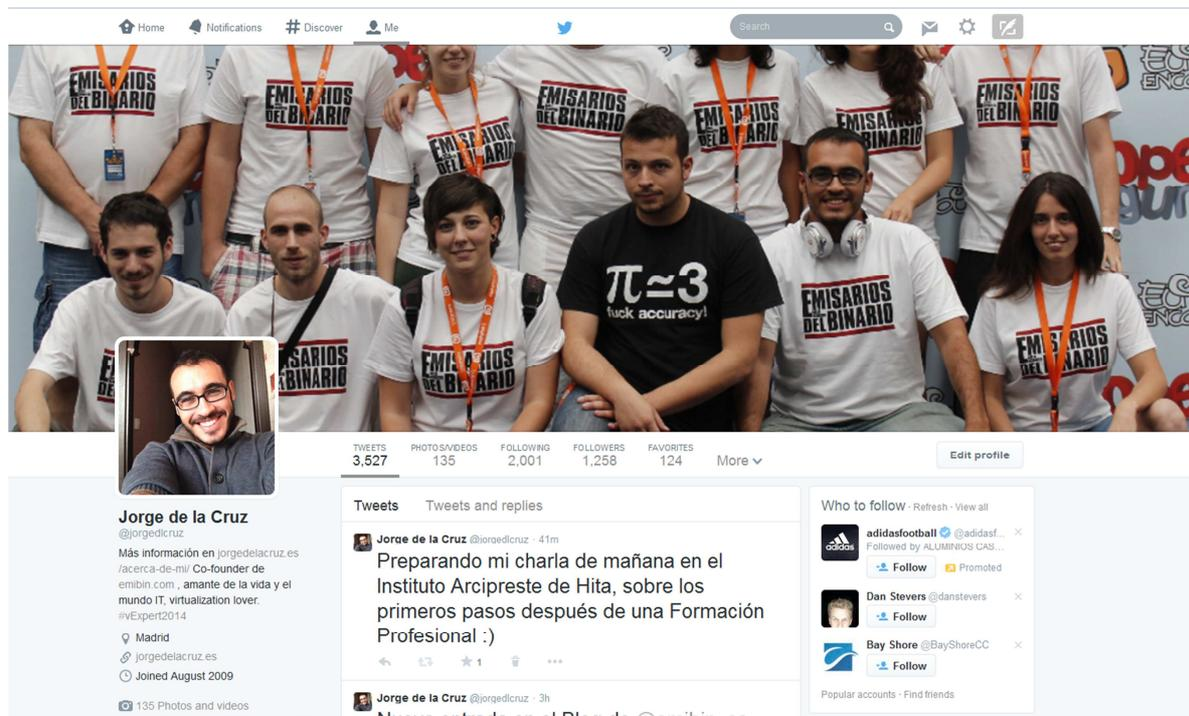 Home Notifications Discover Me Search
EMISARIOS DEL BINARIO
EMISARIOS DEL BINARIO
EMISARIOS DEL BINARIO
EMISARIOS DEL BINARIO
EMISARIOS DEL BINARIO
EMISARIOS DEL BINARIO
EMISARIOS DEL BINARIO
π≃3
fuck accuracy!
EMISARIOS
DEL BINARIO
EMISARIOS
DEL BINARIO
EMISARIOS
DEL BINARIO
EMISARIOS
BINARIO
TWEETS PHOTOS/VIDEOS FOLLOWING FOLLOWERS FAVORITES
3,527 135 2,001 1,258 124 More
Edit profile
Jorge de la Cruz
@jorgedlcruz
Más información en jorgedelacruz.es
/acerca-de-mi/ Co-founder de
emibin.com , amante de la vida y el
mundo IT, virtualization lover.
#vExpert2014
Madrid
jorgedelacruz.es
Joined August 2009
135 Photos and videos
Tweets Tweets and replies
Jorge de la Cruz @jorgedlcruz · 41m
Preparando mi charla de mañana en el
Instituto Arcipreste de Hita, sobre los
primeros pasos después de una Formación
Profesional :)
1
Jorge de la Cruz @jorgedlcruz · 3h
Who to follow · Refresh · View all
adidas
adidasfootball @adidasf...
Followed by ALUMINIOS CAS...
Follow Promoted
Dan Stevers @danstevers
Follow
Bay Shore @BayShoreCC
Follow
Popular accounts · Find friends